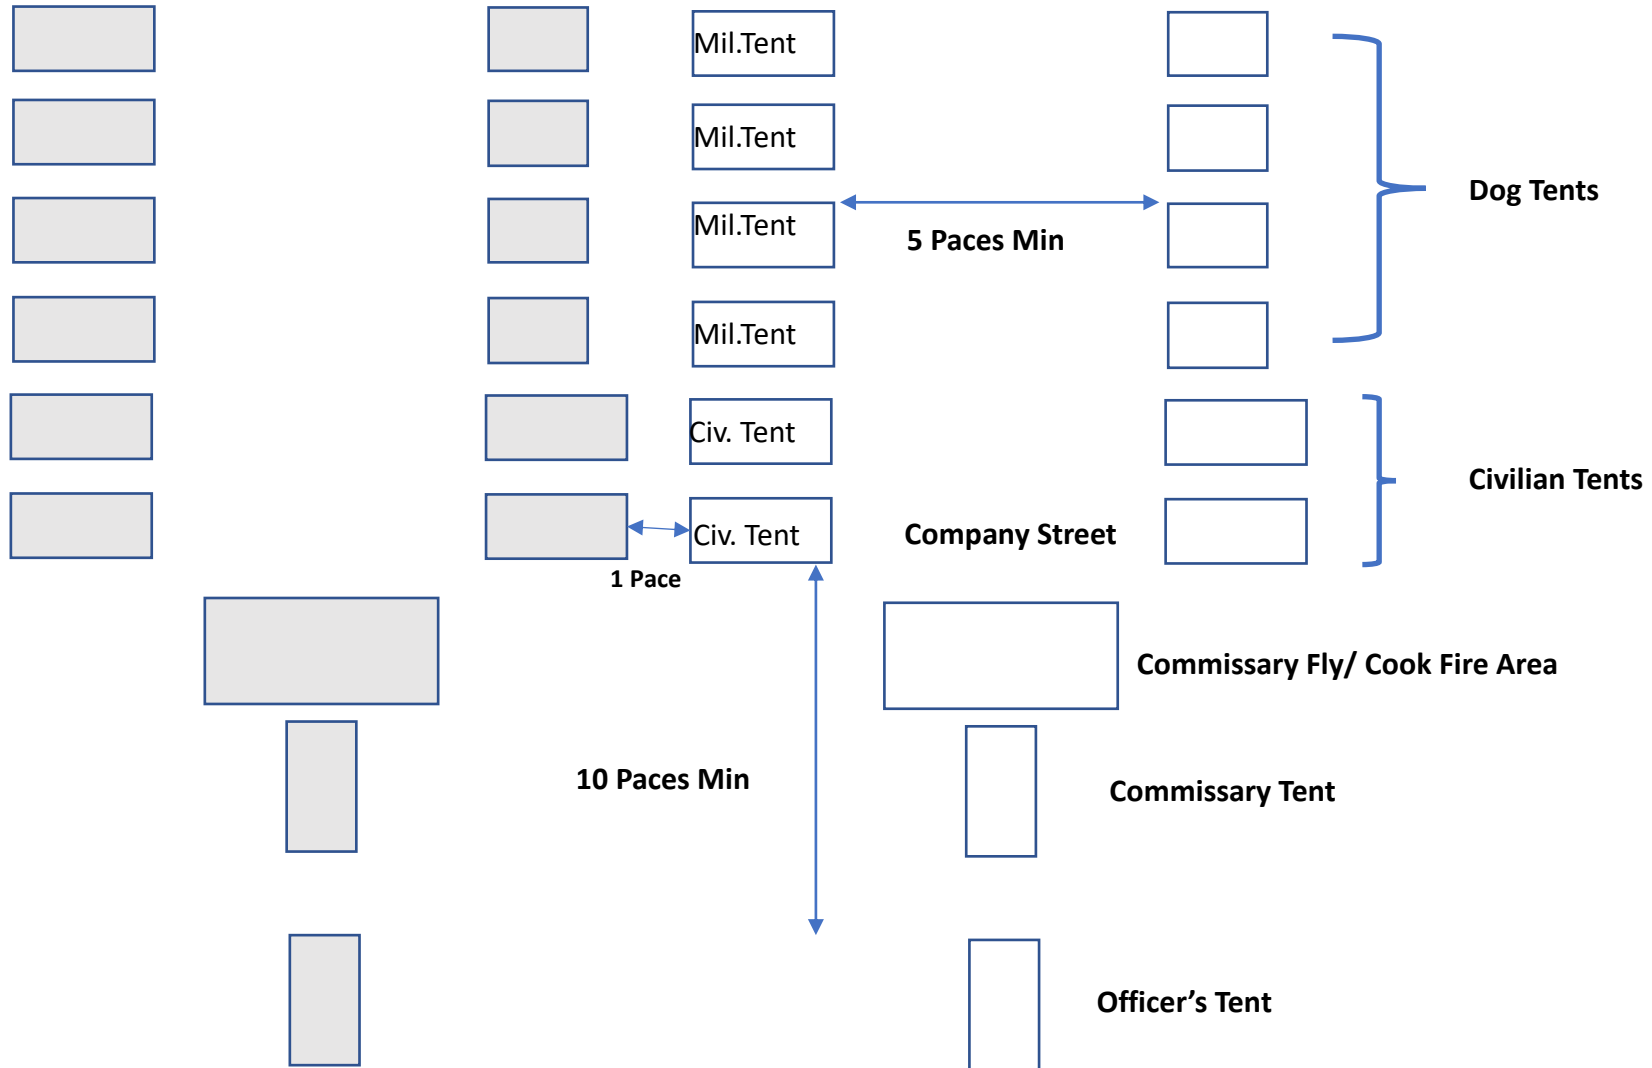 Mil.Tent
Mil.Tent
Mil.Tent
5 Paces Min
Dog Tents
Mil.Tent
Civ. Tent
Civilian Tents
Civ. Tent
Company Street
1 Pace
Commissary Fly/ Cook Fire Area
10 Paces Min
Commissary Tent
Officer’s Tent